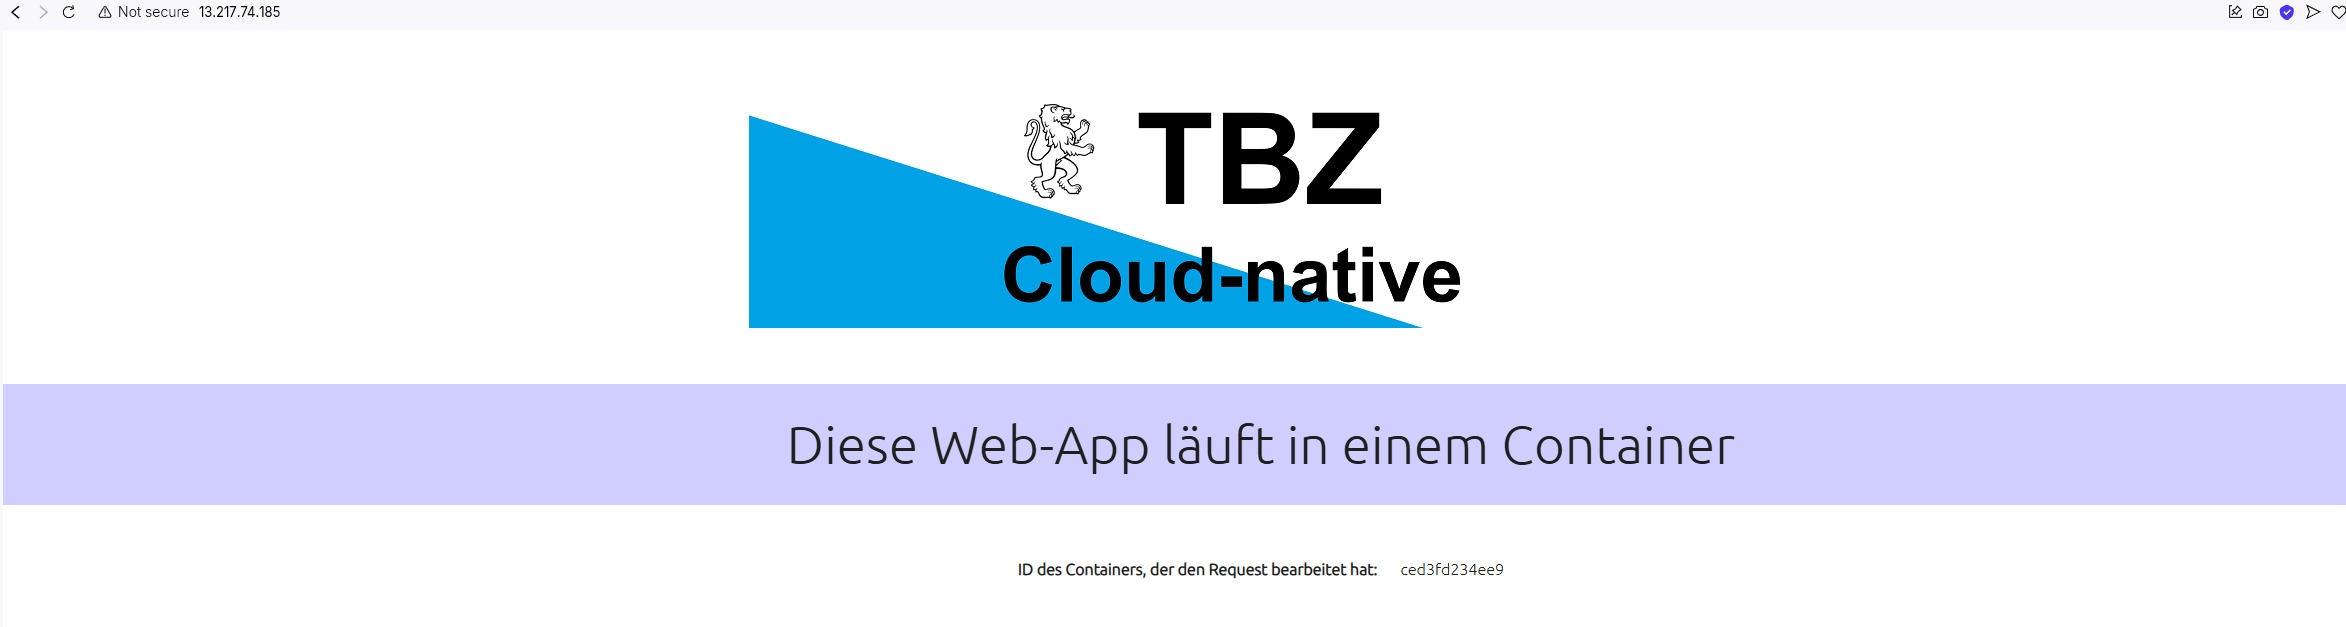 Not secure 13.217.74.185
TBZ
Cloud-native
Diese Web-App läuft in einem Container
ID des Containers, der den Request bearbeitet hat: ced3fd234ee9